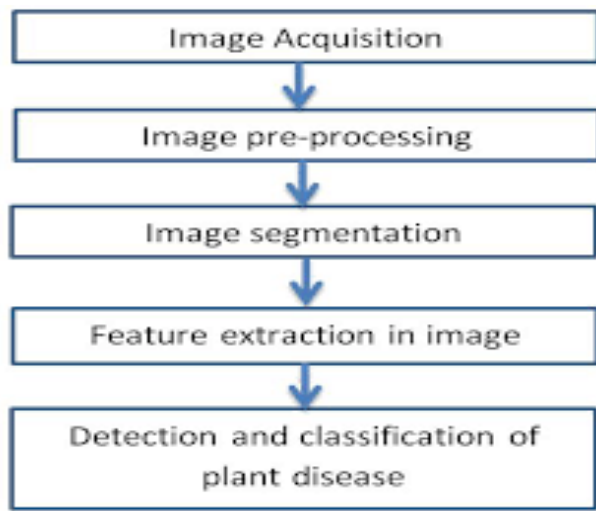 Image Acquisition
Image pre-processing
Image segmentation
Feature extraction in image
Detection and classification of
plant disease